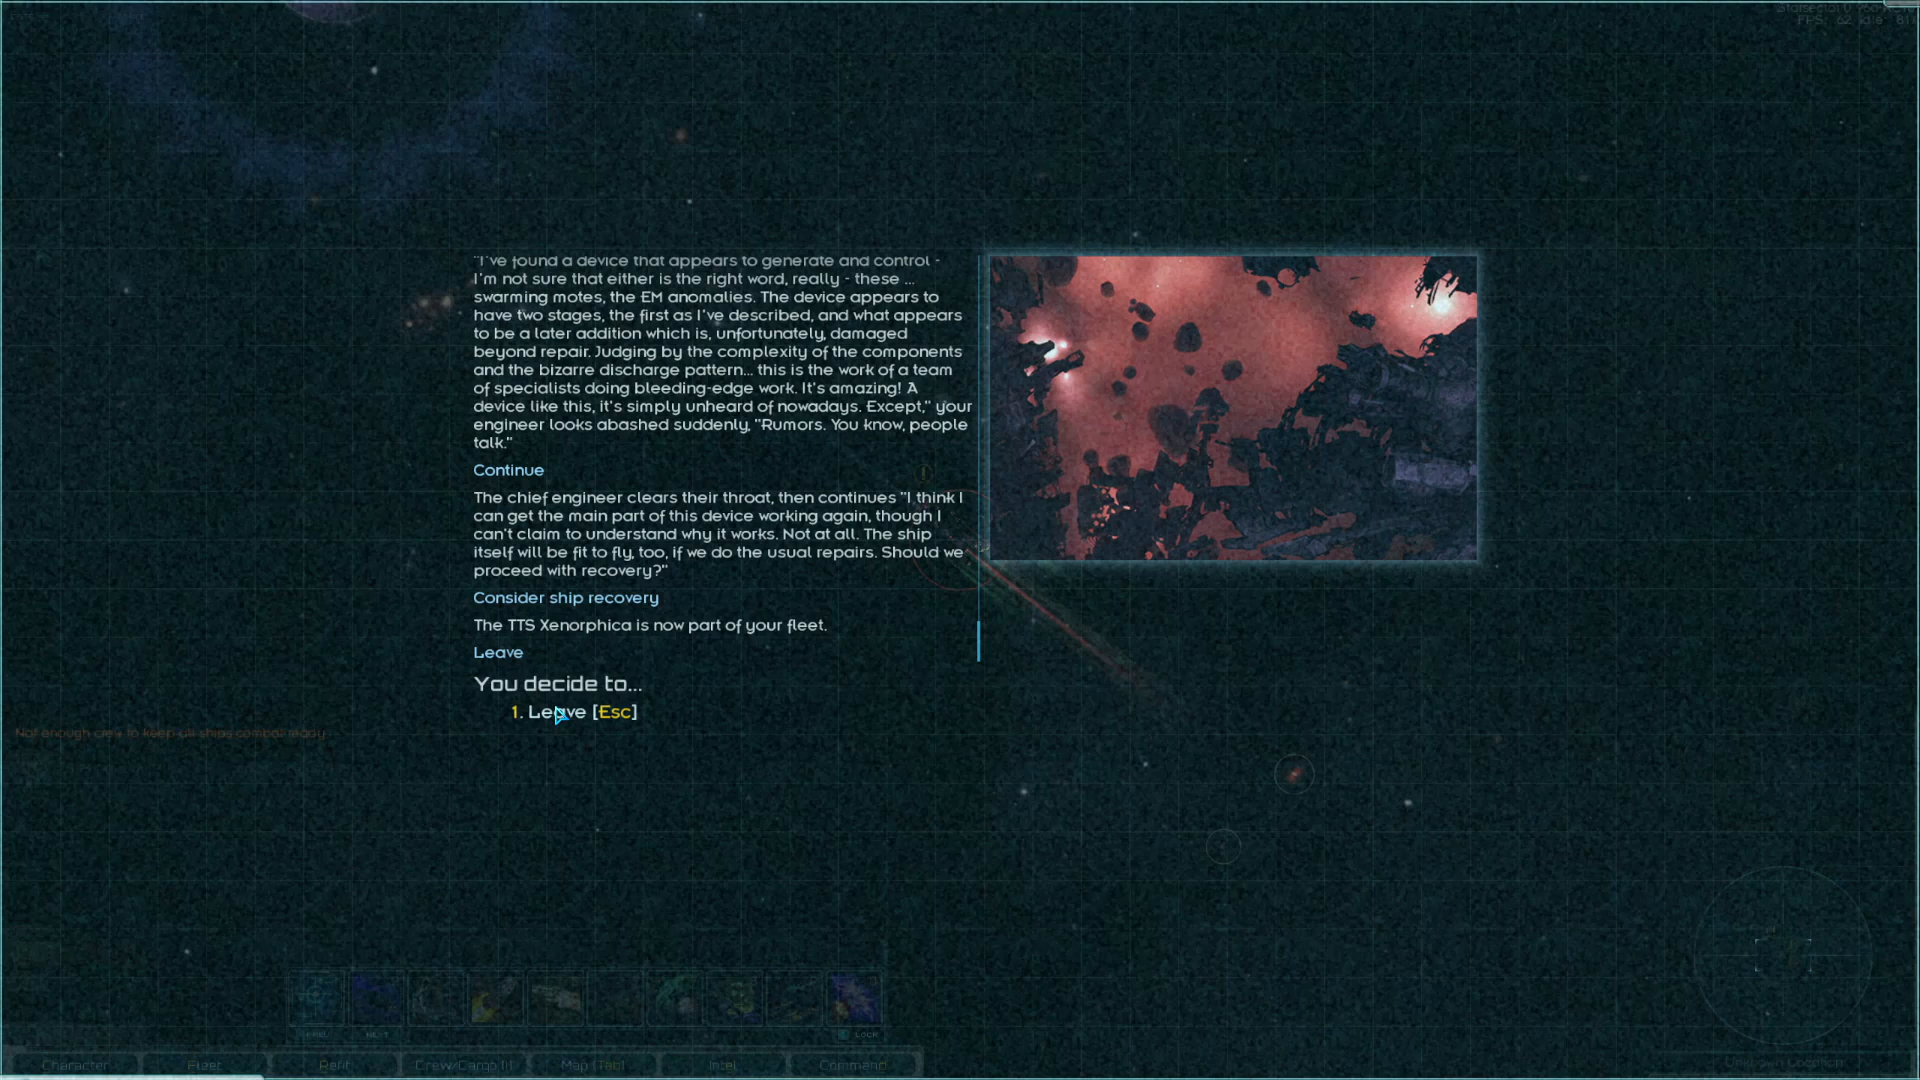 "I've found a device that appears to generate and control -
I'm not sure that either is the right word, really - these ...
swarming motes, the EM anomalies. The device appears to
have two stages, the first as I've described, and what appears
to be a later addition which is, unfortunately, damaged
beyond repair. Judging by the complexity of the components
and the bizarre discharge pattern... this is the work of a team
of specialists doing bleeding-edge work. It's amazing! A
device like this, it's simply unheard of nowadays. Except," your
engineer looks abashed suddenly, "Rumors. You know, people
talk."
Continue
The chief engineer clears their throat, then continues "I think I
can get the main part of this device working again, though I
can't claim to understand why it works. Not at all. The ship
itself will be fit to fly, too, if we do the usual repairs. Should we
proceed with recovery?"
Consider ship recovery
The TTS Xenorphica is now part of your fleet.
Leave
You decide to...
1. Leave [Esc]
Not enough crew to keep all ships combat ready
LOCK
Character
Fleet
Refit
Crew/Cargo [I]
Map [Tab]
Intel
Command
Unknown Location